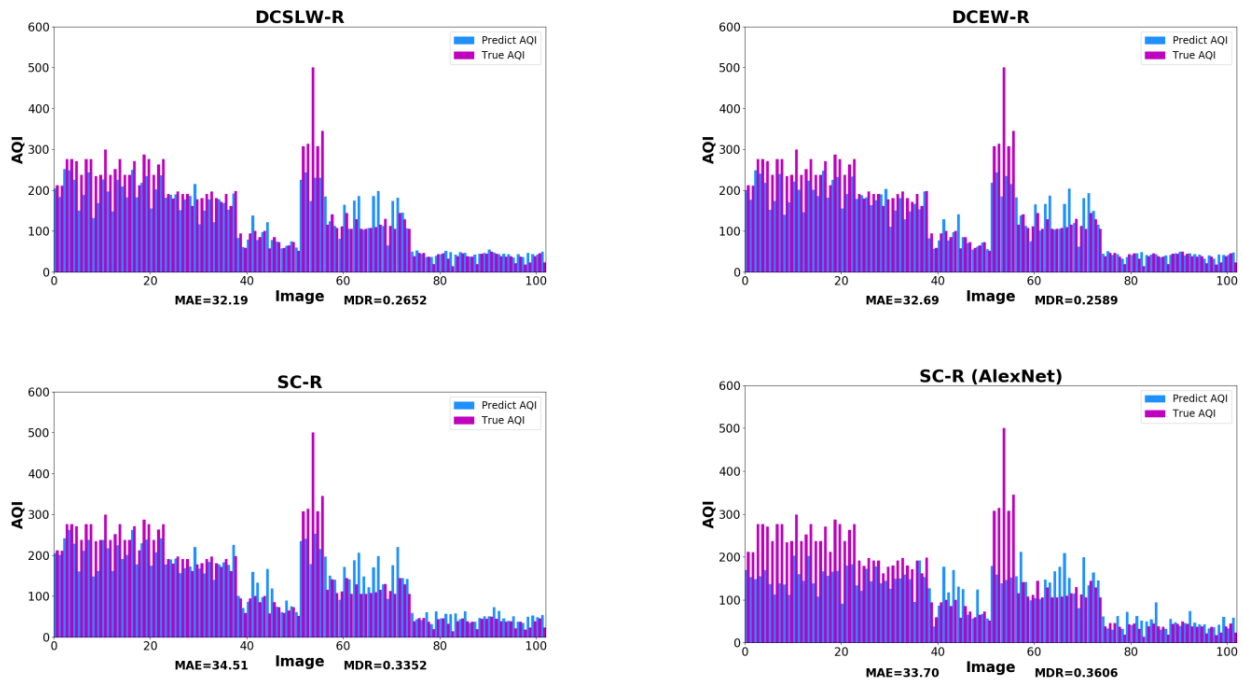 DCSLW-R
600
500
400
300
200
100
0
AQI
Predict AQI
True AQI
0 20 40 60 80 100
Image
MAE=32.19 MDR=0.2652
DCEW-R
600
500
400
300
200
100
0
AQI
Predict AQI
True AQI
0 20 40 60 80 100
Image
MAE=32.69 MDR=0.2589
SC-R
600
500
400
300
200
100
0
AQI
Predict AQI
True AQI
0 20 40 60 80 100
Image
MAE=34.51 MDR=0.3352
SC-R (AlexNet)
600
500
400
300
200
100
0
AQI
Predict AQI
True AQI
0 20 40 60 80 100
Image
MAE=33.70 MDR=0.3606